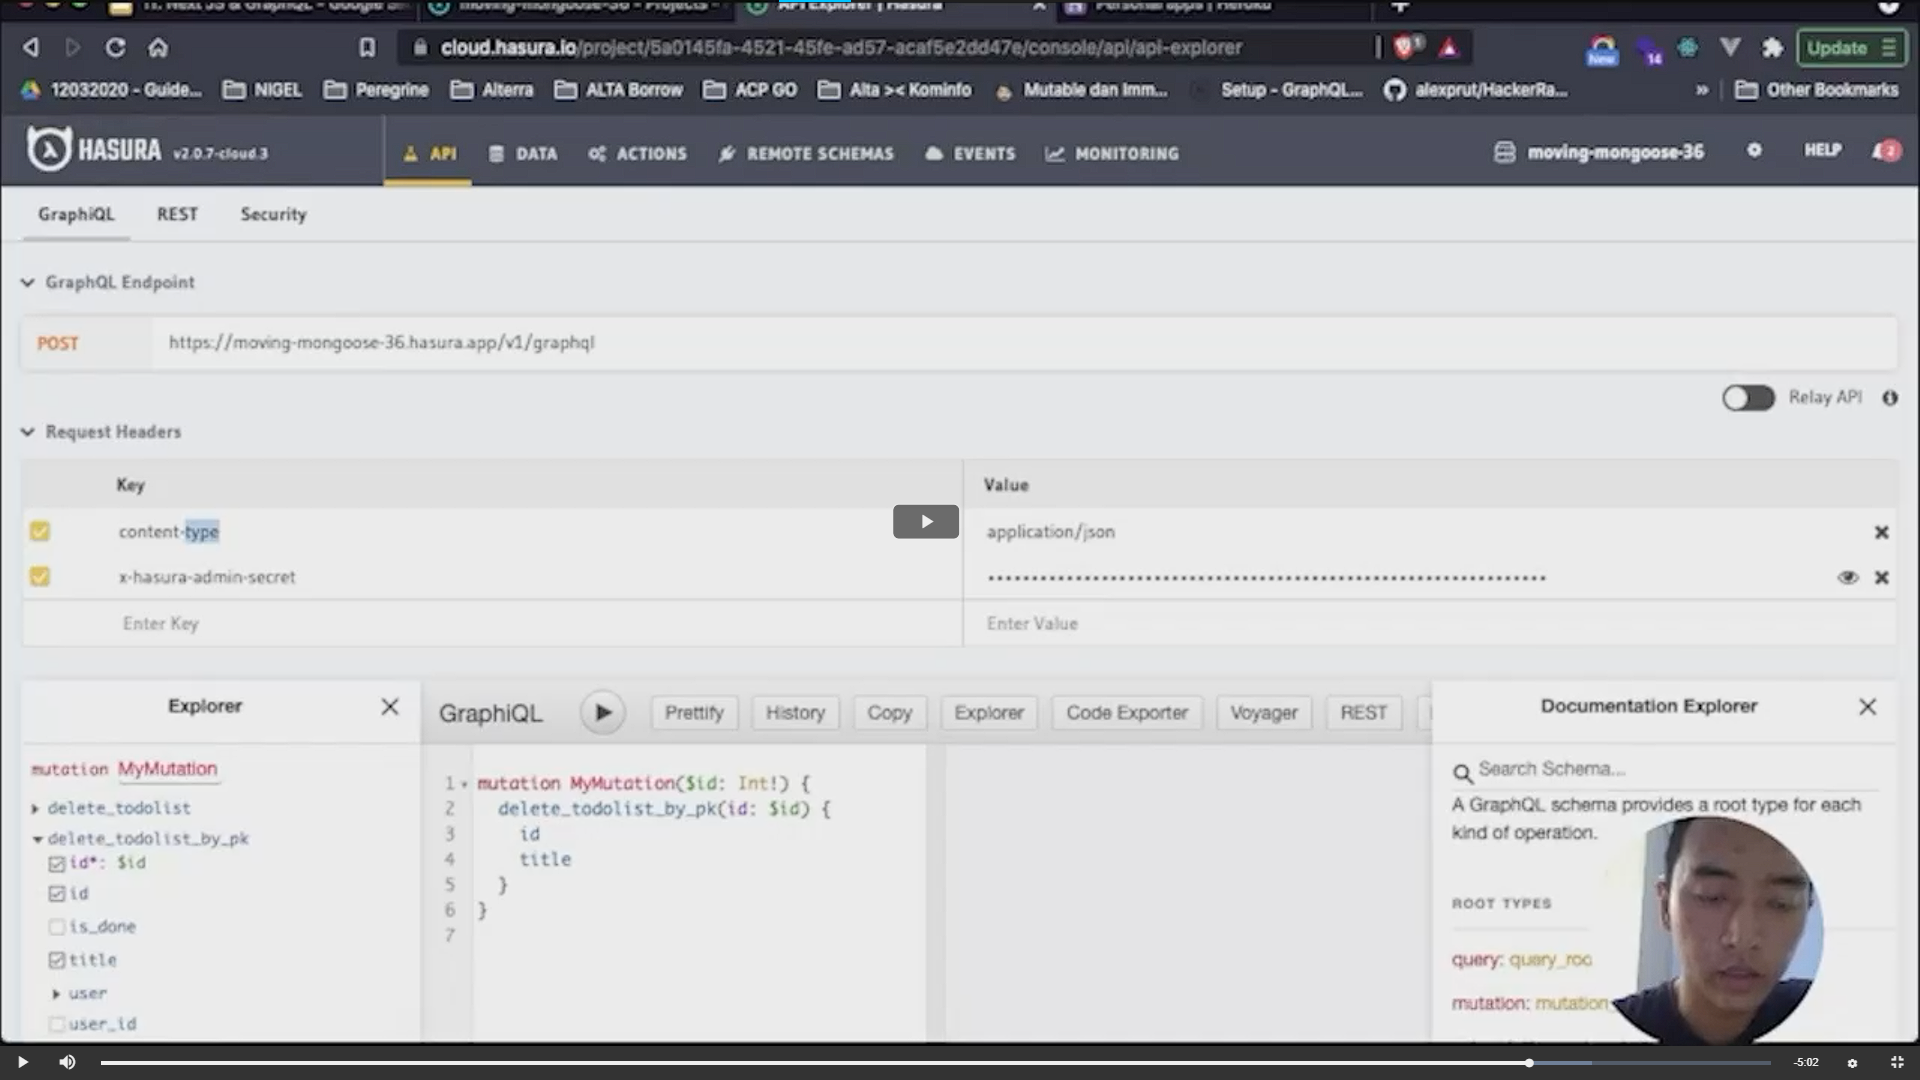 moving-mongoose-36 - Projects -
API Explorer | Hasura
Personal apps | Heroku
cloud.hasura.io/project/5a0145fa-4521-45fe-ad57-acaf5e2dd47e/console/api/api-explorer
1
New
14
Update
12032020 - Guide...
NIGEL
Peregrine
Alterra
ALTA Borrow
ACP GO
Alta >< Kominfo
Mutable dan Imm...
Setup - GraphQL...
alexprut/HackerRa...
»
Other Bookmarks
HASURA v2.0.7-cloud.3
API
DATA
ACTIONS
REMOTE SCHEMAS
EVENTS
MONITORING
moving-mongoose-36
HELP
2
GraphiQL
REST
Security
GraphQL Endpoint
POST
https://moving-mongoose-36.hasura.app/v1/graphql
Relay API
Request Headers
Key
Value
content-type
application/json
x-hasura-admin-secret
Enter Key
Enter Value
Explorer
GraphiQL
Prettify
History
Copy
Explorer
Code Exporter
Voyager
REST
Documentation Explorer
mutation MyMutation
delete_todolist
delete_todolist_by_pk
id*: $id
id
is_done
title
user
user_id
1 mutation MyMutation($id: Int!) {
2 delete_todolist_by_pk(id: $id) {
3 id
4 title
5 }
6 }
7
Search Schema...
A GraphQL schema provides a root type for each
kind of operation.
ROOT TYPES
query: query_roo
mutation: mutation_
-5:02